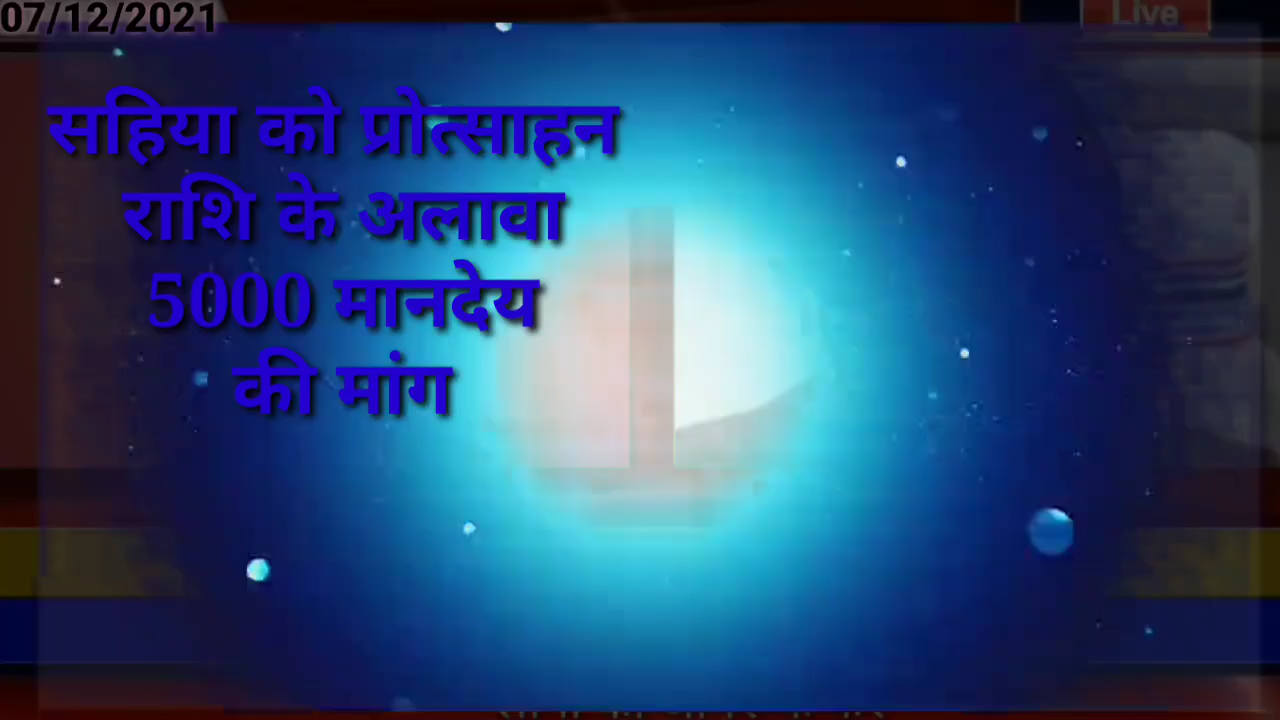 07/12/2021
Live
सहिया को प्रोत्साहन
राशि के अलावा
5000 मानदेय
की मांग